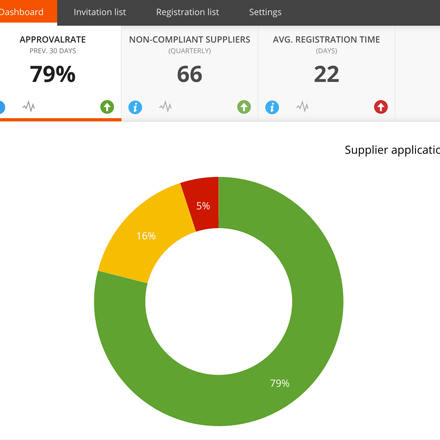 Dashboard Invitation list Registration list Settings
APPROVALRATE
PREV. 30 DAYS
79%
NON-COMPLIANT SUPPLIERS
(QUARTERLY)
66
AVG. REGISTRATION TIME
(DAYS)
22
Supplier applicatio
5%
16%
79%